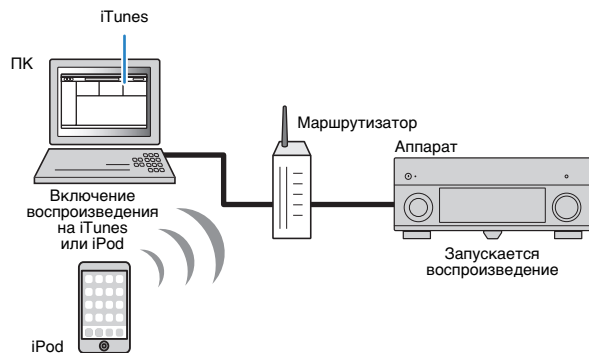 iTunes
ПК
Маршрутизатор
Аппарат
Включение
воспроизведения
на iTunes
или iPod
Запускается
воспроизведение
iPod